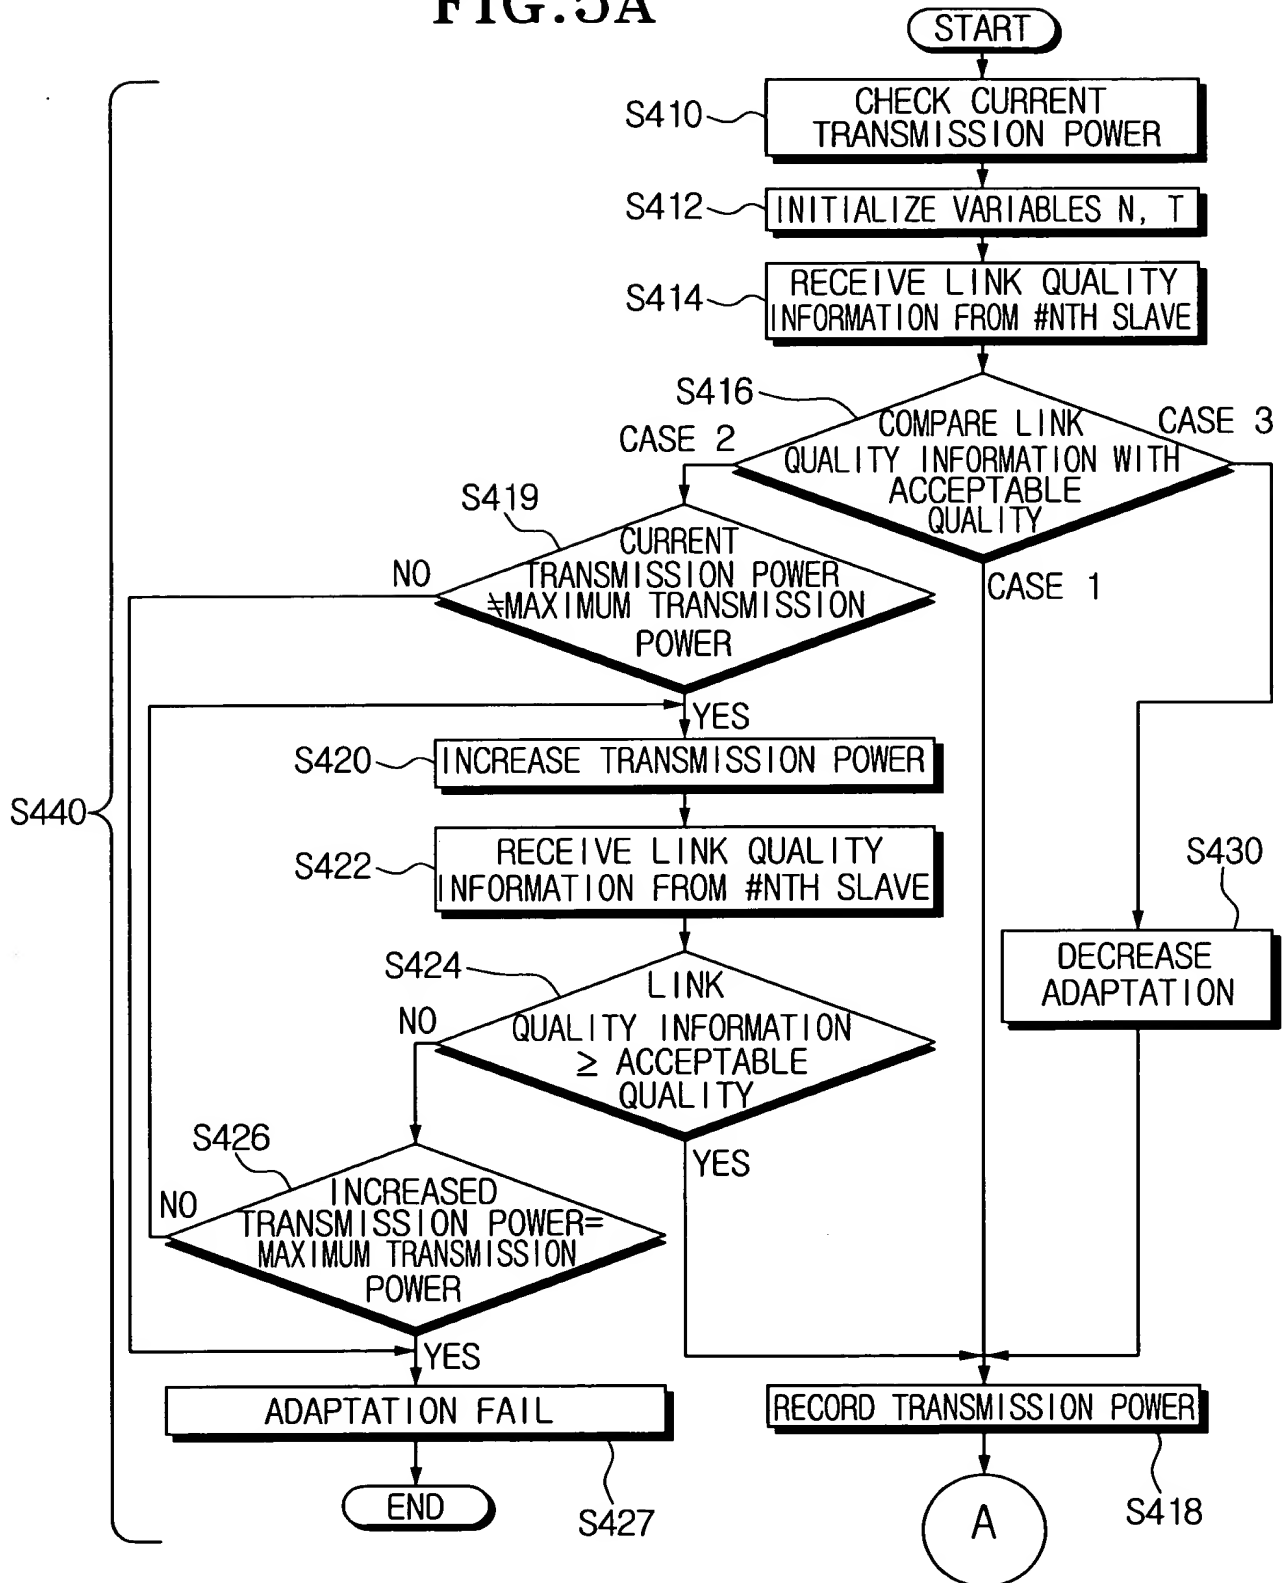 FIG.5A
START
S410
CHECK CURRENT
TRANSMISSION POWER
S412
INITIALIZE VARIABLES N, T
S414
RECEIVE LINK QUALITY
INFORMATION FROM #NTH SLAVE
S416
CASE 2
CASE 3
COMPARE LINK
QUALITY INFORMATION WITH
ACCEPTABLE
QUALITY
CASE 1
S419
NO
CURRENT
TRANSMISSION POWER
≠MAXIMUM TRANSMISSION
POWER
YES
S420
INCREASE TRANSMISSION POWER
S440
S422
RECEIVE LINK QUALITY
INFORMATION FROM #NTH SLAVE
S430
DECREASE
ADAPTATION
S424
NO
LINK
QUALITY INFORMATION
≥ ACCEPTABLE
QUALITY
YES
S426
NO
INCREASED
TRANSMISSION POWER=
MAXIMUM TRANSMISSION
POWER
YES
ADAPTATION FAIL
RECORD TRANSMISSION POWER
END
S427
A
S418